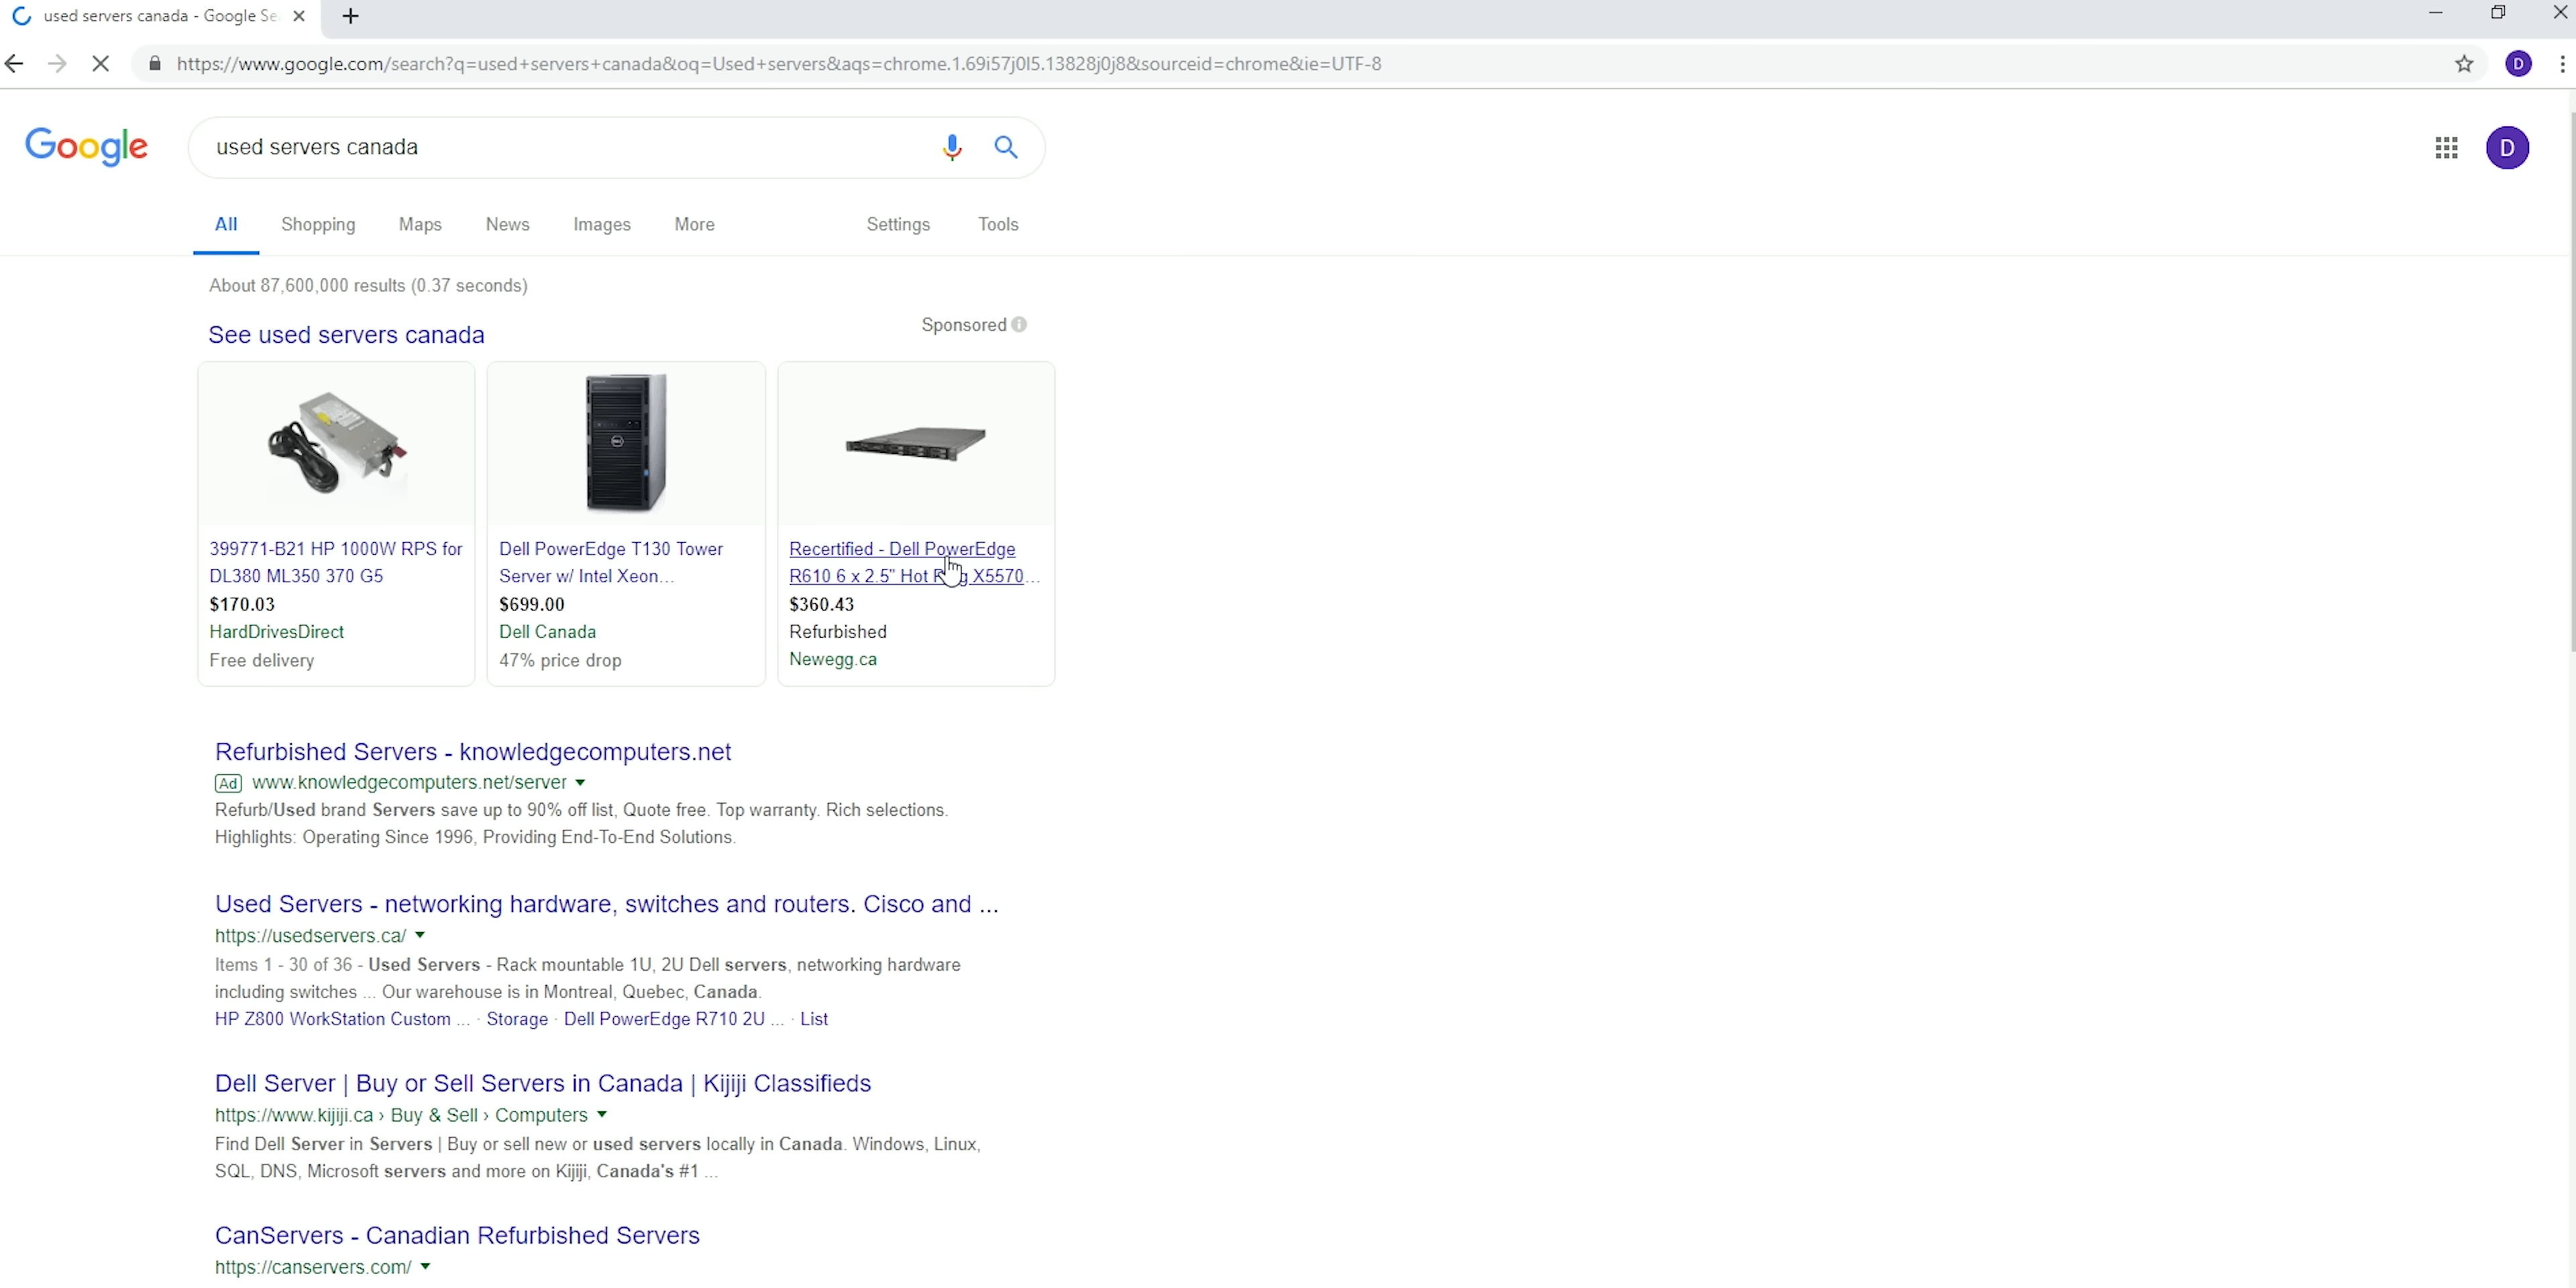 used servers canada - Google Se
https://www.google.com/search?q=used+servers+canada&oq=Used+servers&aqs=chrome.1.69i57j0l5.13828j0j8&sourceid=chrome&ie=UTF-8
D
Google
used servers canada
D
All Shopping Maps News Images More Settings Tools
About 87,600,000 results (0.37 seconds)
See used servers canada
Sponsored
399771-B21 HP 1000W RPS for
DL380 ML350 370 G5
$170.03
HardDrivesDirect
Free delivery
Dell PowerEdge T130 Tower
Server w/ Intel Xeon...
$699.00
Dell Canada
47% price drop
Recertified - Dell PowerEdge
R610 6 x 2.5" Hot X5570...
$360.43
Refurbished
Newegg.ca
Refurbished Servers - knowledgecomputers.net
Ad www.knowledgecomputers.net/server
Refurb/Used brand Servers save up to 90% off list, Quote free. Top warranty. Rich selections.
Highlights: Operating Since 1996, Providing End-To-End Solutions.
Used Servers - networking hardware, switches and routers. Cisco and ...
https://usedservers.ca/
Items 1 - 30 of 36 - Used Servers - Rack mountable 1U, 2U Dell servers, networking hardware
including switches ... Our warehouse is in Montreal, Quebec, Canada.
HP Z800 WorkStation Custom ... · Storage · Dell PowerEdge R710 2U ... · List
Dell Server | Buy or Sell Servers in Canada | Kijiji Classifieds
https://www.kijiji.ca › Buy & Sell › Computers
Find Dell Server in Servers | Buy or sell new or used servers locally in Canada. Windows, Linux,
SQL, DNS, Microsoft servers and more on Kijiji, Canada's #1 ...
CanServers - Canadian Refurbished Servers
https://canservers.com/